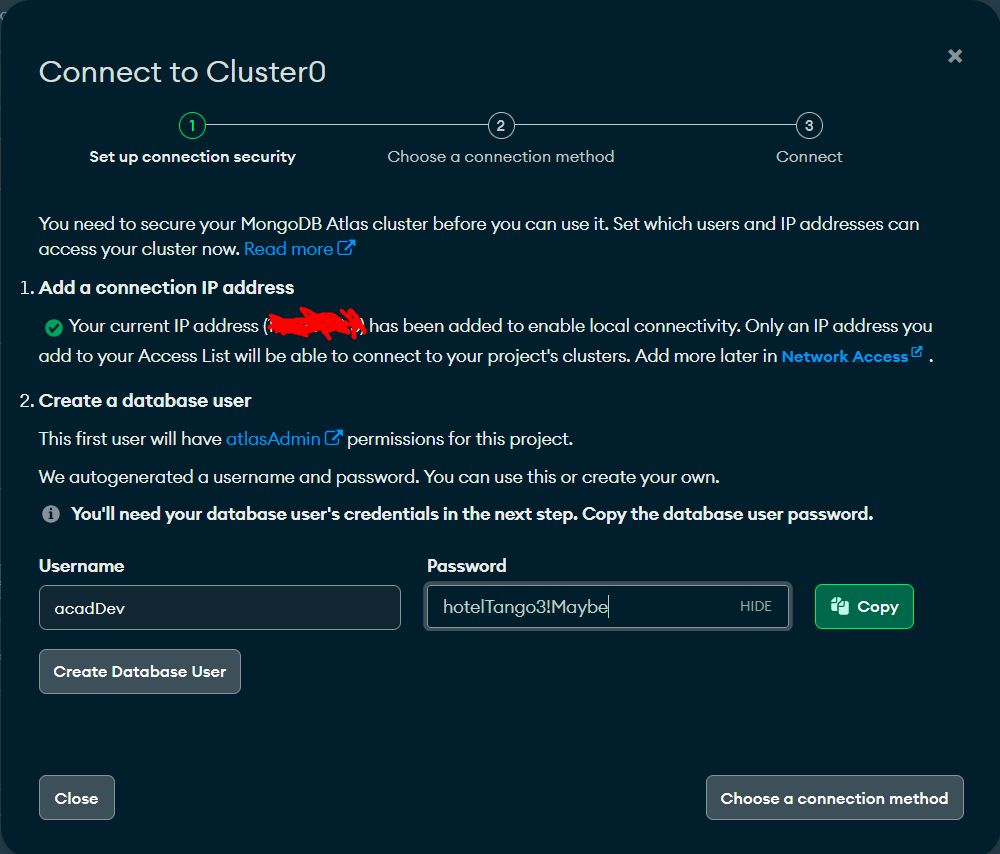 Connect to Cluster0
1
2
3
Set up connection security
Choose a connection method
Connect
You need to secure your MongoDB Atlas cluster before you can use it. Set which users and IP addresses can
access your cluster now. Read more
1. Add a connection IP address
Your current IP address ( ) has been added to enable local connectivity. Only an IP address you
add to your Access List will be able to connect to your project's clusters. Add more later in Network Access .
2. Create a database user
This first user will have atlasAdmin permissions for this project.
We autogenerated a username and password. You can use this or create your own.
You'll need your database user's credentials in the next step. Copy the database user password.
Username
Password
acadDev
hotelTango3!Maybe
HIDE
Copy
Create Database User
Close
Choose a connection method